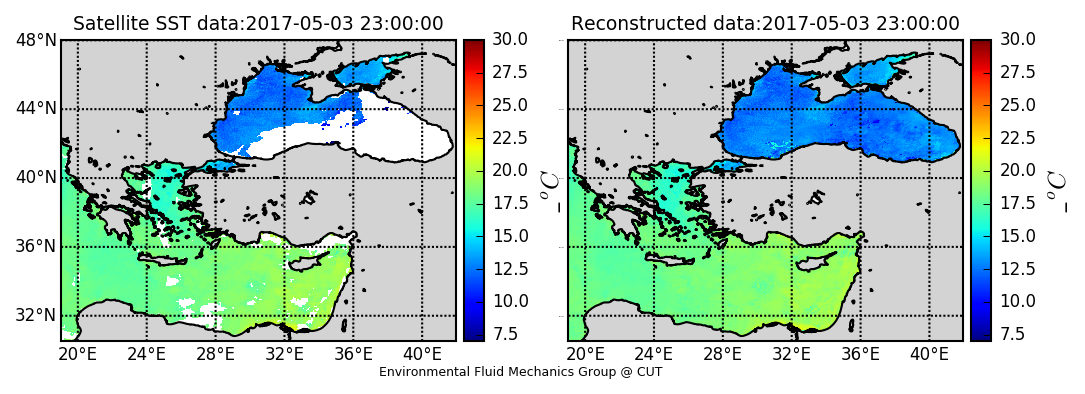 Satellite SST data:2017-05-03 23:00:00
Reconstructed data:2017-05-03 23:00:00
48°N
44°N
40°N
36°N
32°N
20°E 24°E 28°E 32°E 36°E 40°E
30.0
27.5
25.0
22.5
20.0
17.5
15.0
12.5
10.0
7.5
_ °C
20°E 24°E 28°E 32°E 36°E 40°E
30.0
27.5
25.0
22.5
20.0
17.5
15.0
12.5
10.0
7.5
_ °C
Environmental Fluid Mechanics Group @ CUT